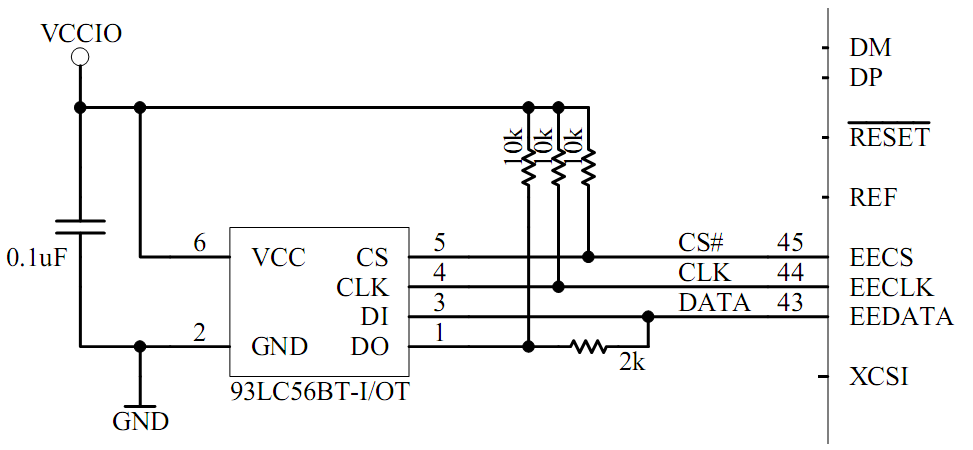 VCCIO
DM
DP
10k 10k 10k
RESET
REF
0.1uF
6 VCC CS 5 CS# 45 EECS
CLK 4 CLK 44 EECLK
DI 3 DATA 43 EEDATA
2 GND DO 1
2k
XCSI
93LC56BT-I/OT
GND